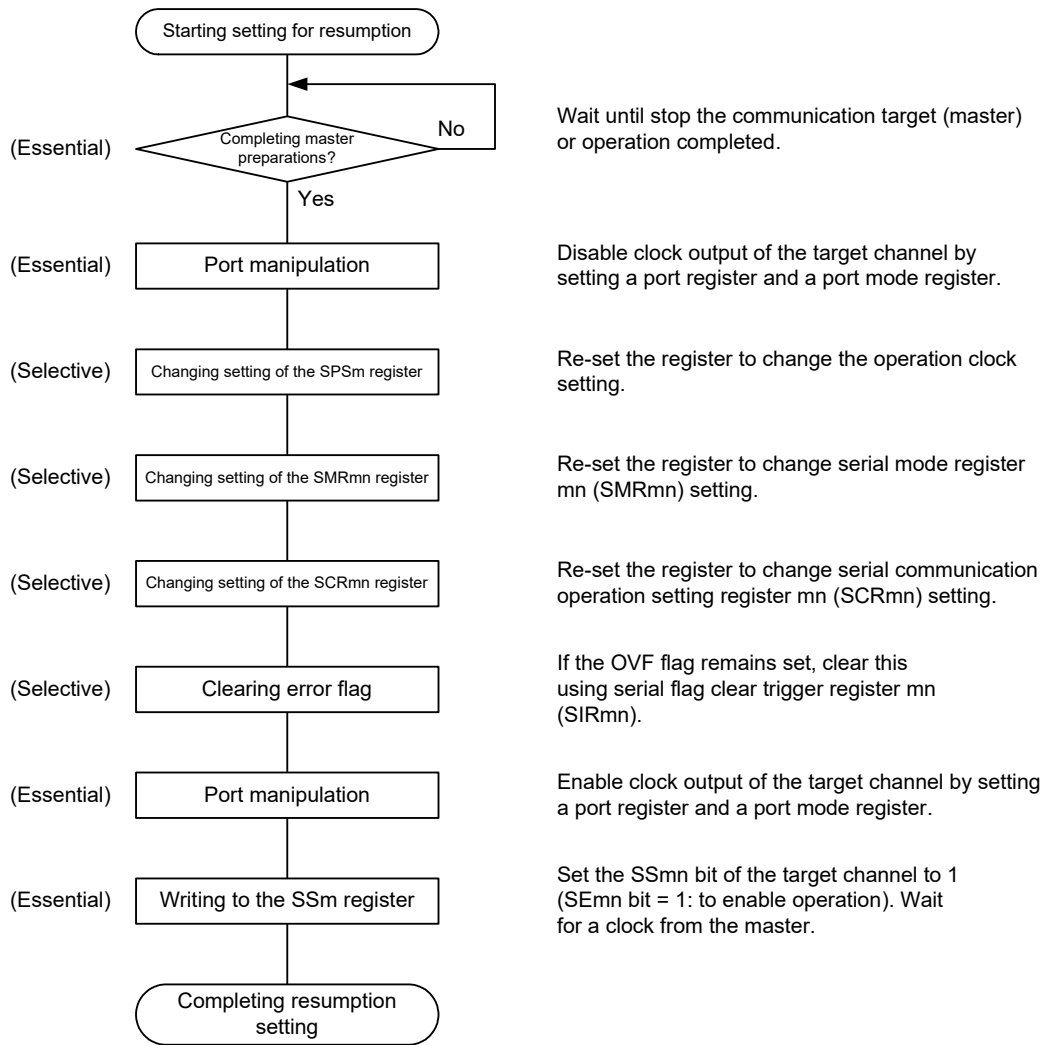 Starting setting for resumption
(Essential)
Completing master
preparations?
No
Wait until stop the communication target (master)
or operation completed.
Yes
(Essential)
Port manipulation
Disable clock output of the target channel by
setting a port register and a port mode register.
(Selective)
Changing setting of the SPSm register
Re-set the register to change the operation clock
setting.
(Selective)
Changing setting of the SMRmn register
Re-set the register to change serial mode register
mn (SMRmn) setting.
(Selective)
Changing setting of the SCRmn register
Re-set the register to change serial communication
operation setting register mn (SCRmn) setting.
(Selective)
Clearing error flag
If the OVF flag remains set, clear this
using serial flag clear trigger register mn
(SIRmn).
(Essential)
Port manipulation
Enable clock output of the target channel by setting
a port register and a port mode register.
(Essential)
Writing to the SSm register
Set the SSmn bit of the target channel to 1
(SEmn bit = 1: to enable operation). Wait
for a clock from the master.
Completing resumption
setting